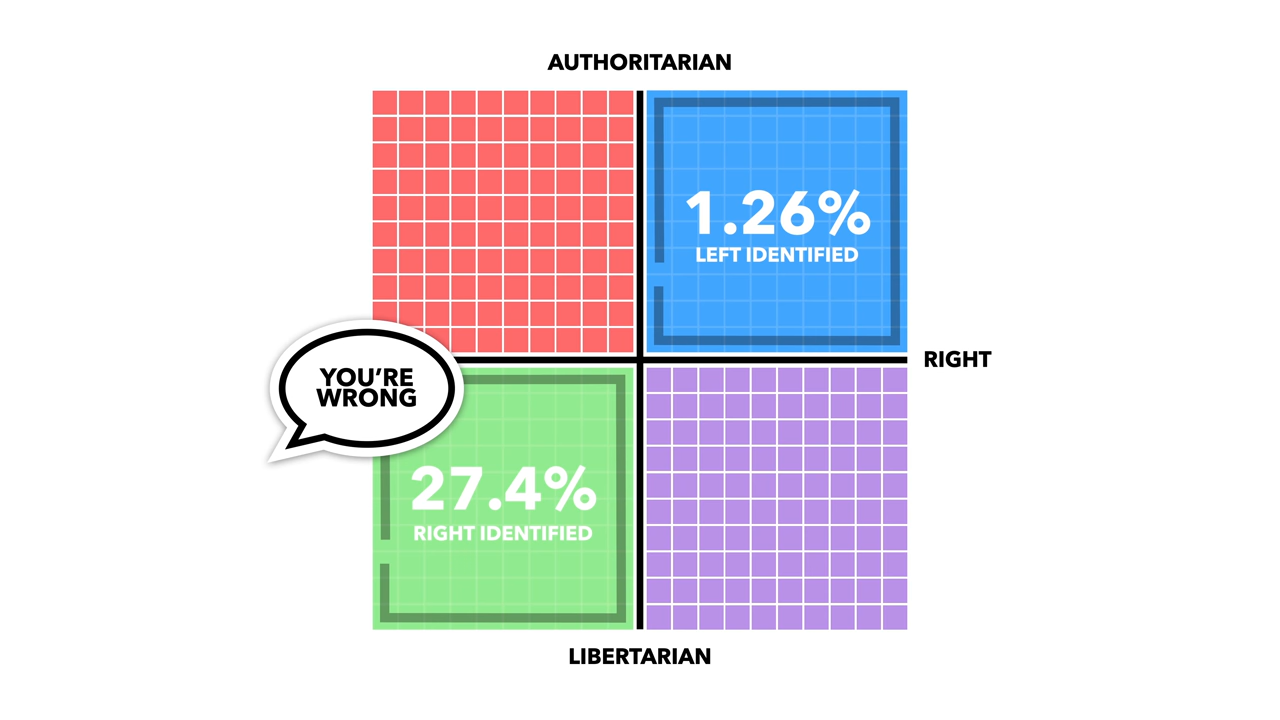 AUTHORITARIAN
1.26%
LEFT IDENTIFIED
RIGHT
YOU'RE
WRONG
27.4%
RIGHT IDENTIFIED
LIBERTARIAN